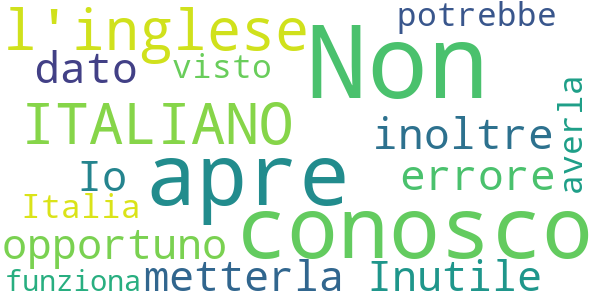 l'inglese
potrebbe
Non
dato
visto
ITALIANO
inoltre
averla
Io
apre
errore
Italia
conosco
opportuno
funziona
metterla
Inutile